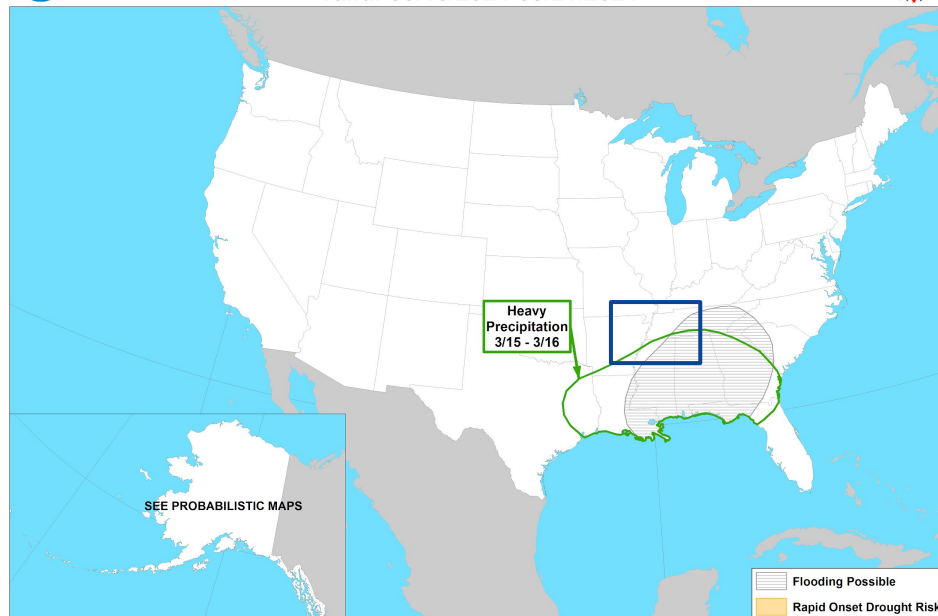 Heavy
Precipitation
3/15 - 3/16
SEE PROBABILISTIC MAPS
Flooding Possible
Rapid Onset Drought Risk